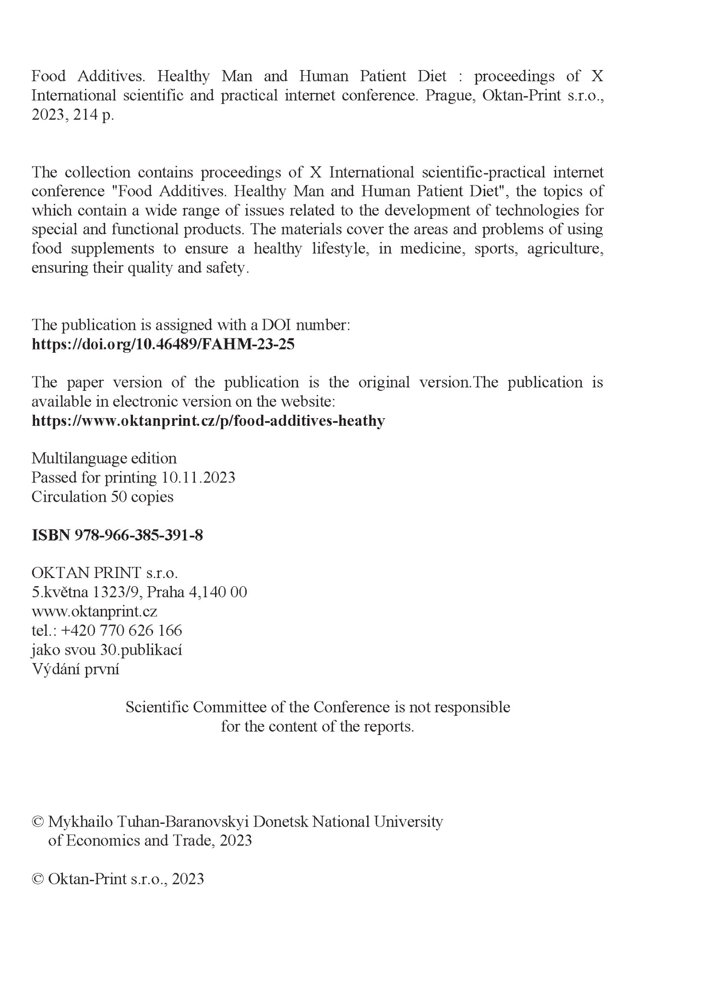 Food Additives. Healthy Man and Human Patient Diet : proceedings of X
International scientific and practical internet conference. Prague, Oktan-Print s.r.o.,
2023, 214 p.
The collection contains proceedings of X International scientific-practical internet
conference "Food Additives. Healthy Man and Human Patient Diet", the topics of
which contain a wide range of issues related to the development of technologies for
special and functional products. The materials cover the areas and problems of using
food supplements to ensure a healthy lifestyle, in medicine, sports, agriculture,
ensuring their quality and safety.
The publication is assigned with a DOI number:
https://doi.org/10.46489/FAHM-23-25
The paper version of the publication is the original version.The publication is
available in electronic version on the website:
https://www.oktanprint.cz/p/food-additives-heathy
Multilanguage edition
Passed for printing 10.11.2023
Circulation 50 copies
ISBN 978-966-385-391-8
OKTAN PRINT s.r.o.
5.května 1323/9, Praha 4,140 00
www.oktanprint.cz
tel.: +420 770 626 166
jako svou 30.publikací
Výdání první
Scientific Committee of the Conference is not responsible
for the content of the reports.
© Mykhailo Tuhan-Baranovskyi Donetsk National University
of Economics and Trade, 2023
© Oktan-Print s.r.o., 2023